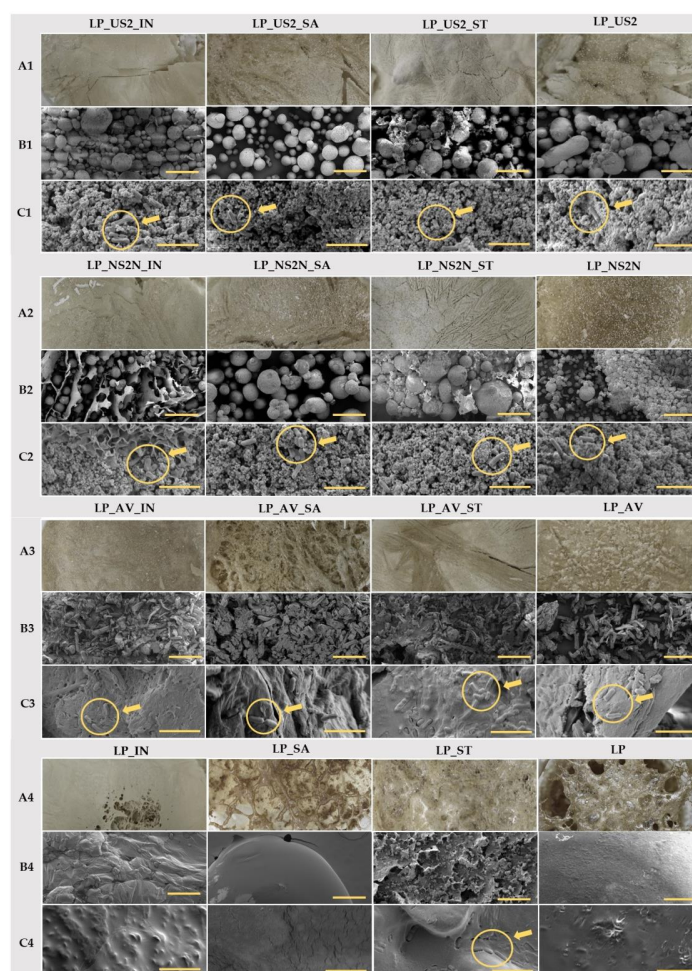 LP_US2_IN LP_US2_SA LP_US2_ST LP_US2
A1
B1
C1
LP_NS2N_IN LP_NS2N_SA LP_NS2N_ST LP_NS2N
A2
B2
C2
LP_AV_IN LP_AV_SA LP_AV_ST LP_AV
A3
B3
C3
LP_IN LP_SA LP_ST LP
A4
B4
C4